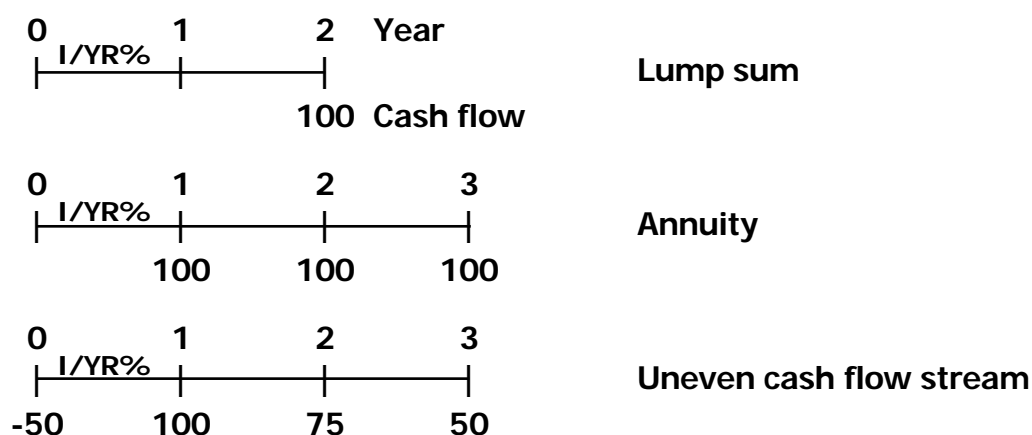 0 1 2 Year
I/YR%
Lump sum
100 Cash flow
0 1 2 3
I/YR%
Annuity
100 100 100
0 1 2 3
I/YR%
Uneven cash flow stream
-50 100 75 50